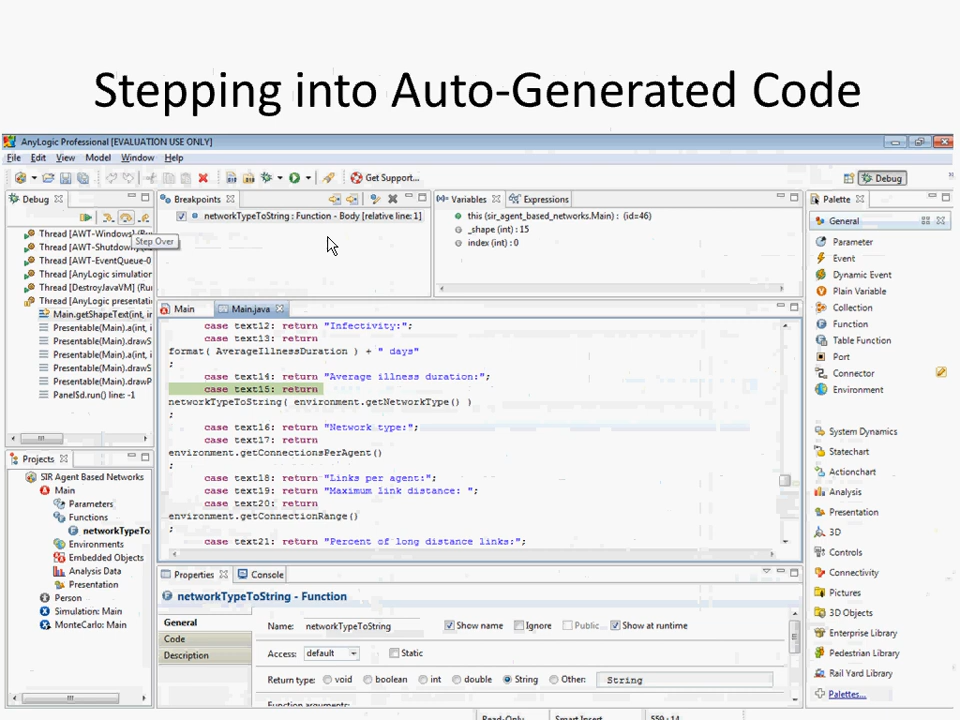 Stepping into Auto-Generated Code
AnyLogic Professional [EVALUATION USE ONLY]
File Edit View Model Window Help
Get Support...
Debug
Debug
Step Over
Thread [AWT-Windows] (Ru
Thread [AWT-Shutdow
Thread [AWT-EventQueue-0
Thread [AnyLogic simulation
Thread [DestroyJavaVM] (Ru
Thread [AnyLogic presentati
Main.getShapeText(int, ir
Presentable(Main).a(int, i
Presentable(Main).drawS
Presentable(Main).a(int, i
Presentable(Main).drawS
Presentable(Main).drawP
PanelSd.run() line: -1
Breakpoints
networkTypeToString : Function - Body [relative line: 1]
Variables Expressions
this (sir_agent_based_networks.Main) : (id=46)
_shape (int) : 15
index (int) : 0
Main Main.java
case text12: return "Infectivity:";
case text13: return
format( AverageIllnessDuration ) + " days"
;
case text14: return "Average illness duration:";
case text15: return
networkTypeToString( environment.getNetworkType() )
;
case text16: return "Network type:";
case text17: return
environment.getConnectionsPerAgent()
;
case text18: return "Links per agent:";
case text19: return "Maximum link distance: ";
case text20: return
environment.getConnectionRange()
;
case text21: return "Percent of long distance links:";
Projects
SIR Agent Based Networks
Main
Parameters
Functions
networkTypeTo
Environments
Embedded Objects
Analysis Data
Presentation
Person
Simulation: Main
MonteCarlo: Main
Properties Console
networkTypeToString - Function
General
Code
Description
Name: networkTypeToString Show name Ignore Public Show at runtime
Access: default Static
Return type: void boolean int double String Other: String
Function arguments:
Read-Only Smart Insert 559 : 14
Palette
General
Parameter
Event
Dynamic Event
Plain Variable
Collection
Function
Table Function
Port
Connector
Environment
System Dynamics
Statechart
Actionchart
Analysis
Presentation
3D
Controls
Connectivity
Pictures
3D Objects
Enterprise Library
Pedestrian Library
Rail Yard Library
Palettes...